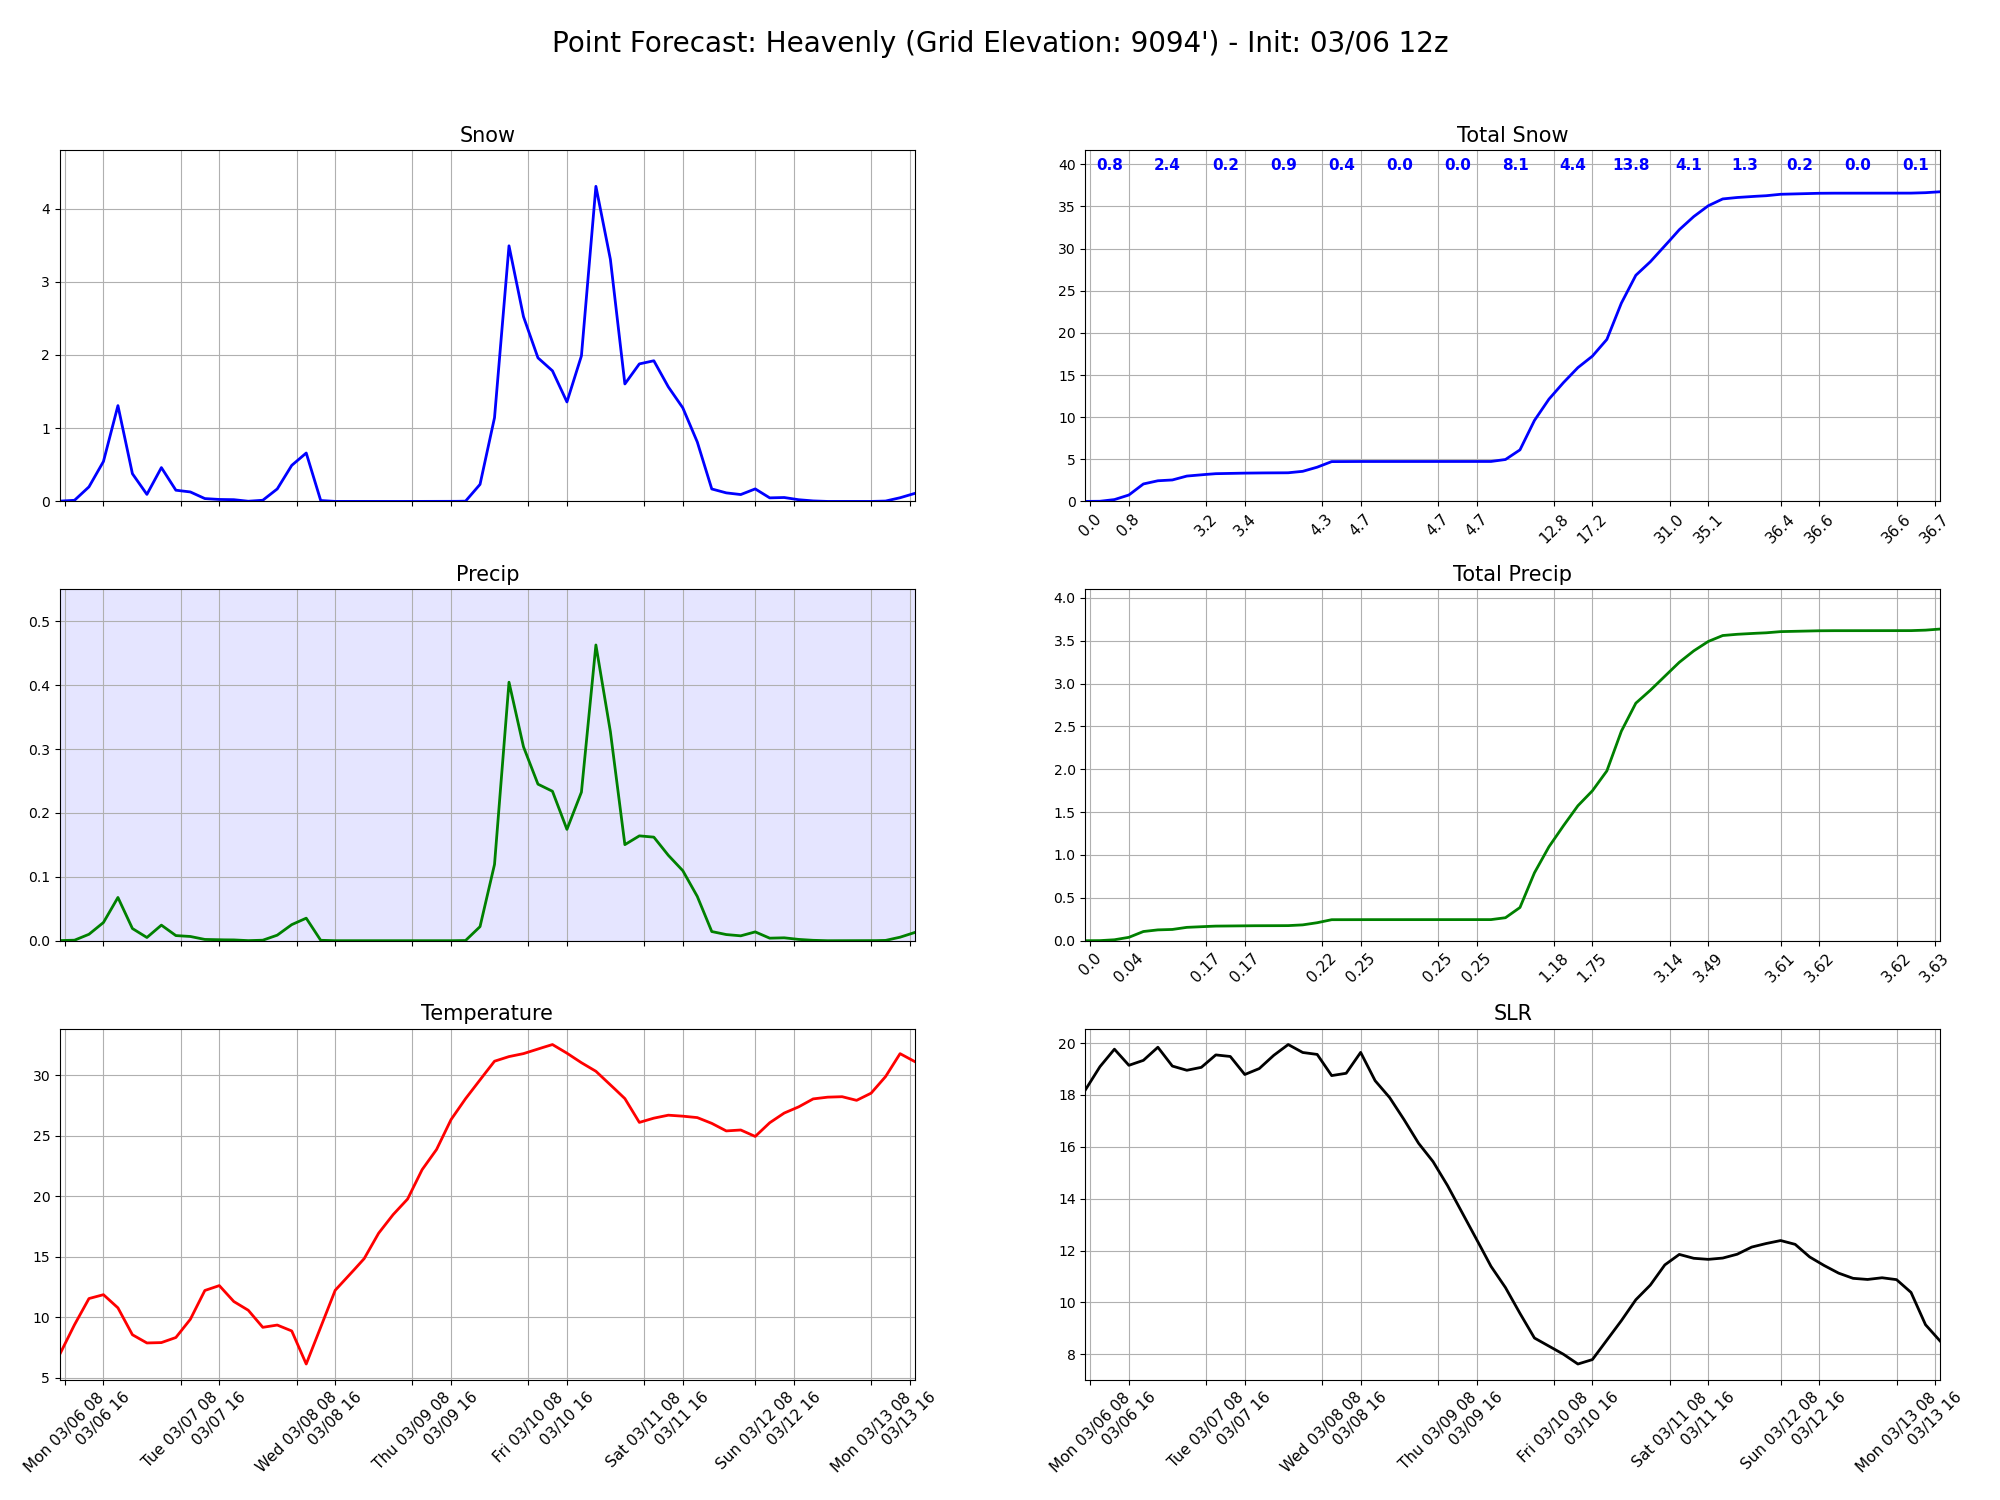 Point Forecast: Heavenly (Grid Elevation: 9094') - Init: 03/06 12z
Snow
4
3
2
1
0
Total Snow
40
35
30
25
20
15
10
5
0
0.8 2.4 0.2 0.9 0.4 0.0 0.0 8.1 4.4 13.8 4.1 1.3 0.2 0.0 0.1
0.0 0.8 3.2 3.4 4.3 4.7 4.7 4.7 12.8 17.2 31.0 35.1 36.4 36.6 36.6 36.7
Precip
0.5
0.4
0.3
0.2
0.1
0.0
Total Precip
4.0
3.5
3.0
2.5
2.0
1.5
1.0
0.5
0.0
0.0 0.04 0.17 0.17 0.22 0.25 0.25 0.25 1.18 1.75 3.14 3.49 3.61 3.62 3.62 3.63
Temperature
30
25
20
15
10
5
Mon 03/06 08
03/06 16
Tue 03/07 08
03/07 16
Wed 03/08 08
03/08 16
Thu 03/09 08
03/09 16
Fri 03/10 08
03/10 16
Sat 03/11 08
03/11 16
Sun 03/12 08
03/12 16
Mon 03/13 08
03/13 16
SLR
20
18
16
14
12
10
8
Mon 03/06 08
03/06 16
Tue 03/07 08
03/07 16
Wed 03/08 08
03/08 16
Thu 03/09 08
03/09 16
Fri 03/10 08
03/10 16
Sat 03/11 08
03/11 16
Sun 03/12 08
03/12 16
Mon 03/13 08
03/13 16